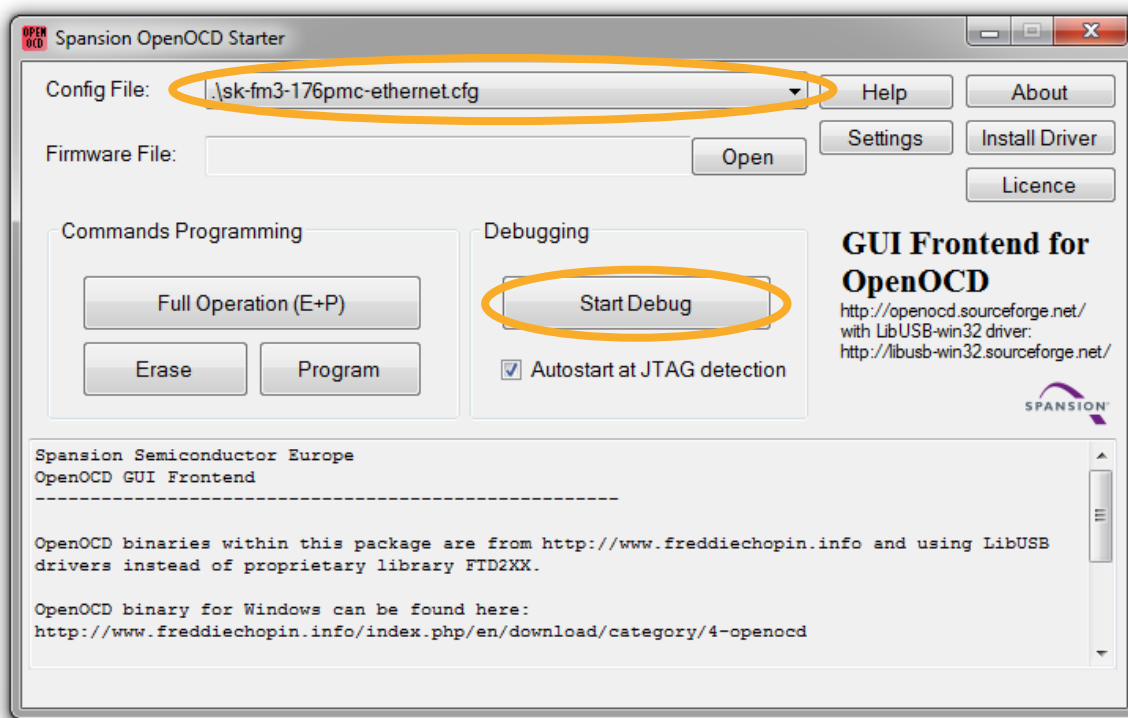 OPEN
OCD
Spansion OpenOCD Starter
Config File:
.\sk-fm3-176pmc-ethernet.cfg
Help
About
Firmware File:
Open
Settings
Install Driver
Licence
Commands Programming
Full Operation (E+P)
Erase
Program
Debugging
Start Debug
Autostart at JTAG detection
GUI Frontend for
OpenOCD
http://openocd.sourceforge.net/
with LibUSB-win32 driver:
http://libusb-win32.sourceforge.net/
SPANSION
Spansion Semiconductor Europe
OpenOCD GUI Frontend
-----------------------------------------------------
OpenOCD binaries within this package are from http://www.freddiechopin.info and using LibUSB
drivers instead of proprietary library FTD2XX.
OpenOCD binary for Windows can be found here:
http://www.freddiechopin.info/index.php/en/download/category/4-openocd